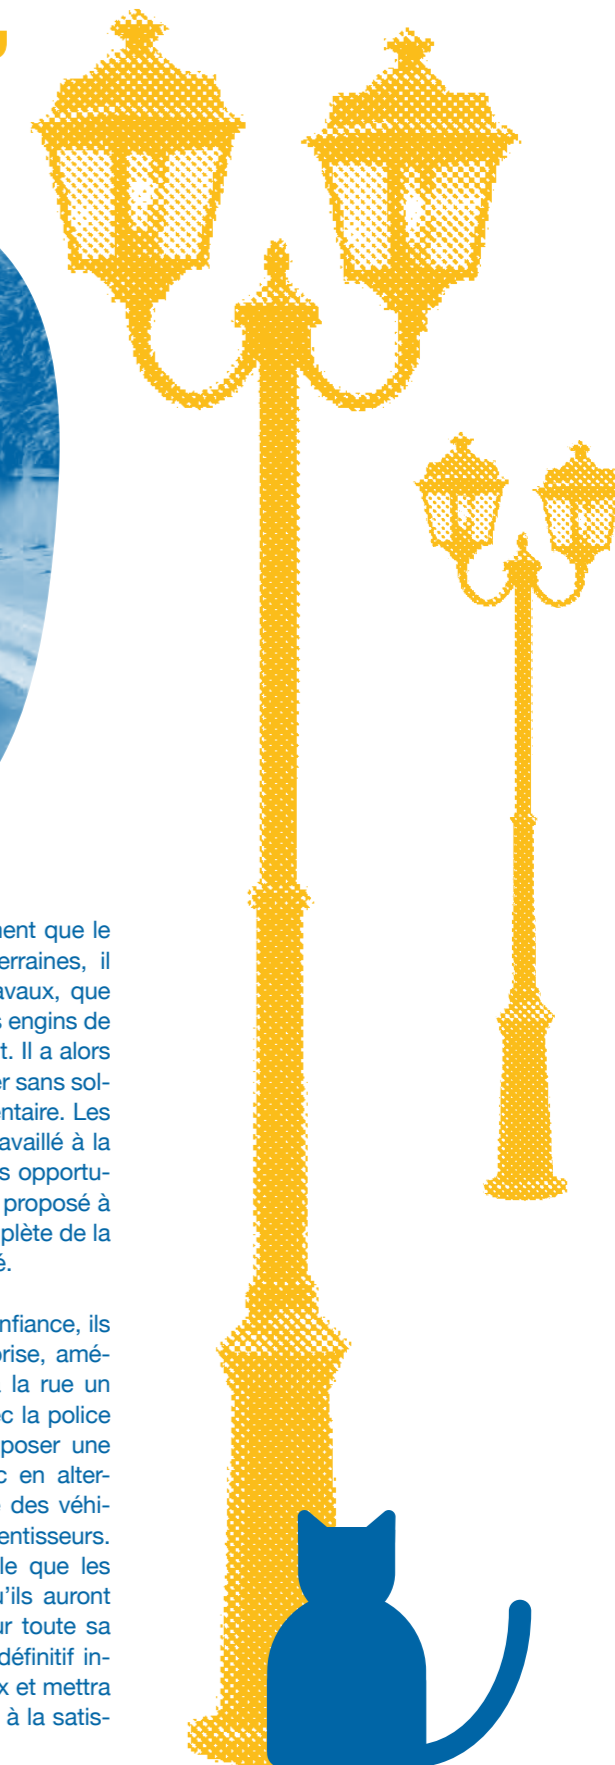 ment que le
erraines, il
avaux, que
s engins de
t. Il a alors
er sans sol-
entaire. Les
availlé à la
s opportu-
proposé à
plète de la
é.
nfiance, ils
prise, amé-
la rue un
ec la police
poser une
c en alter-
e des véhi-
entisseurs.
le que les
u'ils auront
ur toute sa
définitif in-
x et mettra
à la satis-